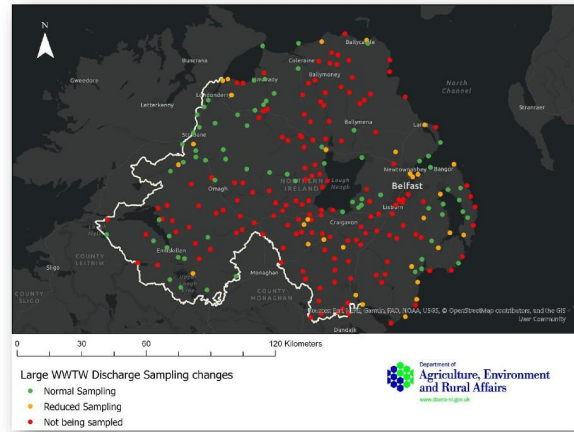 N
Ballycastle
Buncrana
Coleraine
North
Channel
Gweedore
Limavady
Ballymoney
Londonderry
Letterkenny
Stranraer
Ballymena
Larne
Strabane
NORTHERN
IRELAND
Lough
Neagh
Newtownabbey
Bangor
Omagh
Belfast
Lisburn
Craigavon
Enniskillen
Sligo
COUNTY
LEITRIM
Upper
Lough
Erne
Monaghan
COUNTY
SLIGO
COUNTY
MONAGHAN
Sources: Esri, HERE, Garmin, FAO, NOAA, USGS, © OpenStreetMap contributors, and the GIS
User Community
Dundalk
0 30 60 120 Kilometers
Large WWTW Discharge Sampling changes
Normal Sampling
Reduced Sampling
Not being sampled
Department of
Agriculture, Environment
and Rural Affairs
www.daera-ni.gov.uk